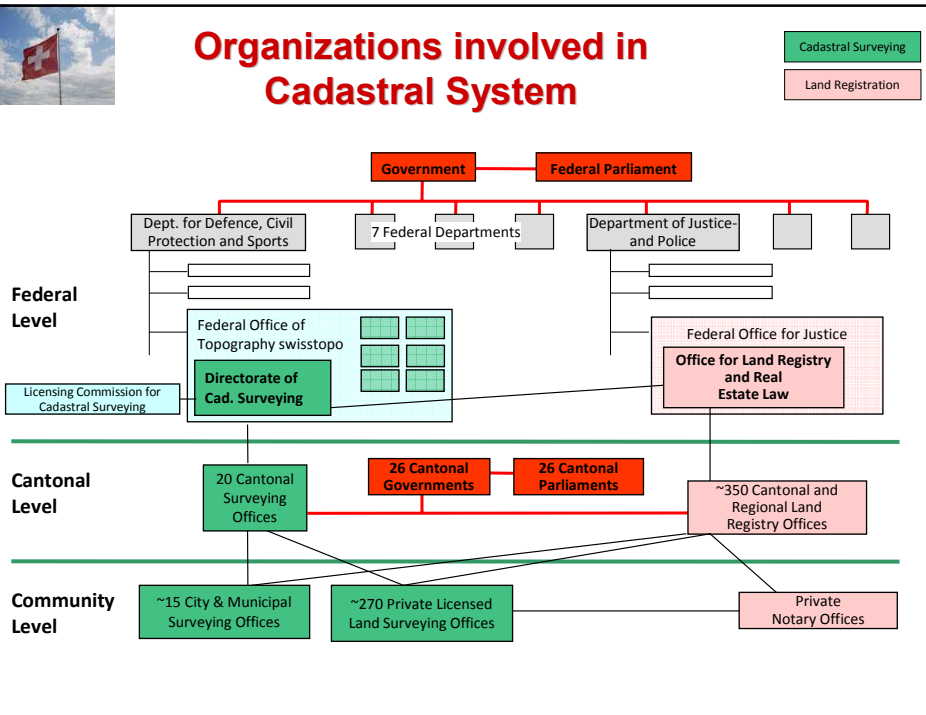 Organizations involved in
Cadastral System
Cadastral Surveying
Land Registration
Government
Federal Parliament
Dept. for Defence, Civil
Protection and Sports
7 Federal Departments
Department of Justice-
and Police
Federal
Level
Federal Office of
Topography swisstopo
Directorate of
Cad. Surveying
Licensing Commission for
Cadastral Surveying
Federal Office for Justice
Office for Land Registry
and Real
Estate Law
Cantonal
Level
20 Cantonal
Surveying
Offices
26 Cantonal
Governments
26 Cantonal
Parliaments
~350 Cantonal and
Regional Land
Registry Offices
Community
Level
~15 City & Municipal
Surveying Offices
~270 Private Licensed
Land Surveying Offices
Private
Notary Offices